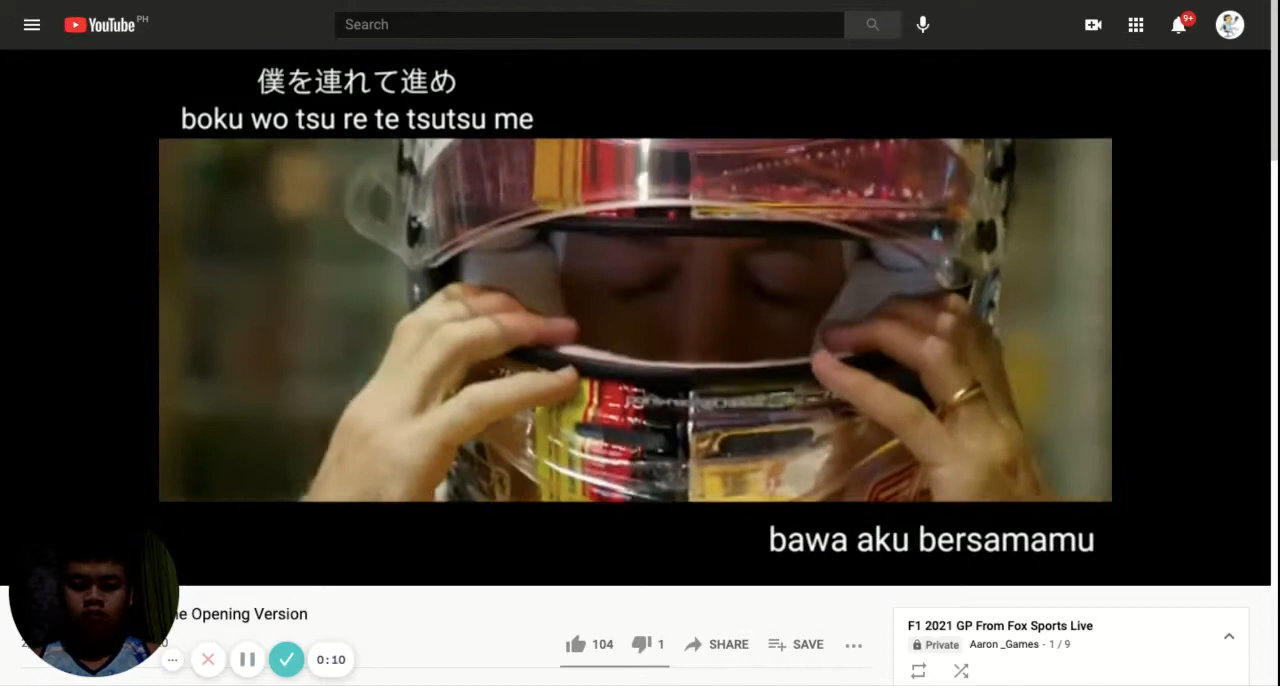 YouTube PH
Search
9+
僕を連れて進め
boku wo tsu re te tsutsu me
bawa aku bersamamu
e Opening Version
104
1
SHARE
SAVE
0:10
F1 2021 GP From Fox Sports Live
Private Aaron _Games - 1 / 9